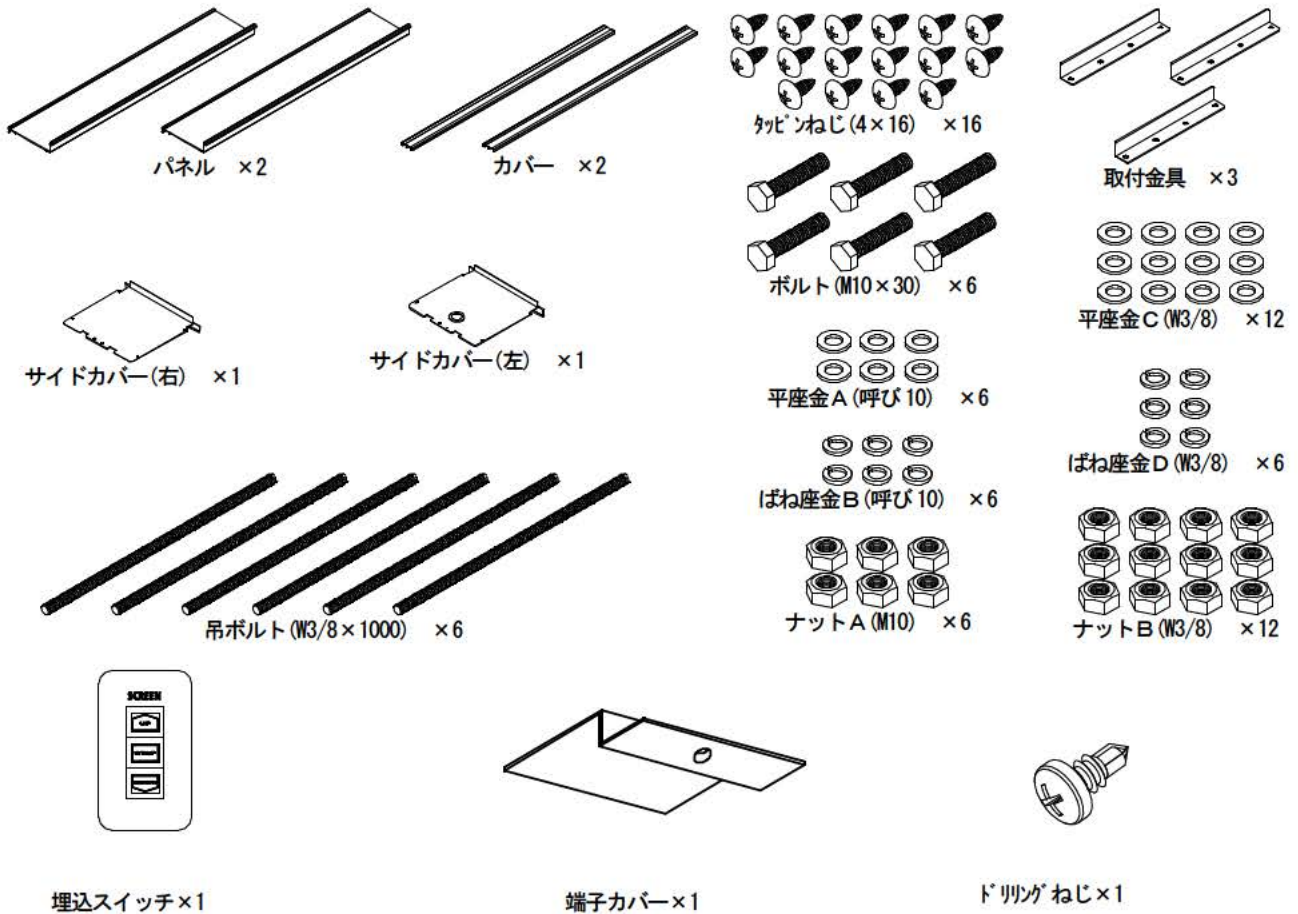 パネル ×2
カバー ×2
ﾀｯﾋﾟﾝねじ(4×16) ×16
取付金具 ×3
ボルト(M10×30) ×6
平座金C(W3/8) ×12
サイドカバー(右) ×1
サイドカバー(左) ×1
平座金A(呼び10) ×6
ばね座金D(W3/8) ×6
ばね座金B(呼び10) ×6
吊ボルト(W3/8×1000) ×6
ナットA(M10) ×6
ナットB(W3/8) ×12
SCREEN
UP
埋込スイッチ×1
端子カバー×1
ﾄﾞﾘﾘﾝｸﾞねじ×1